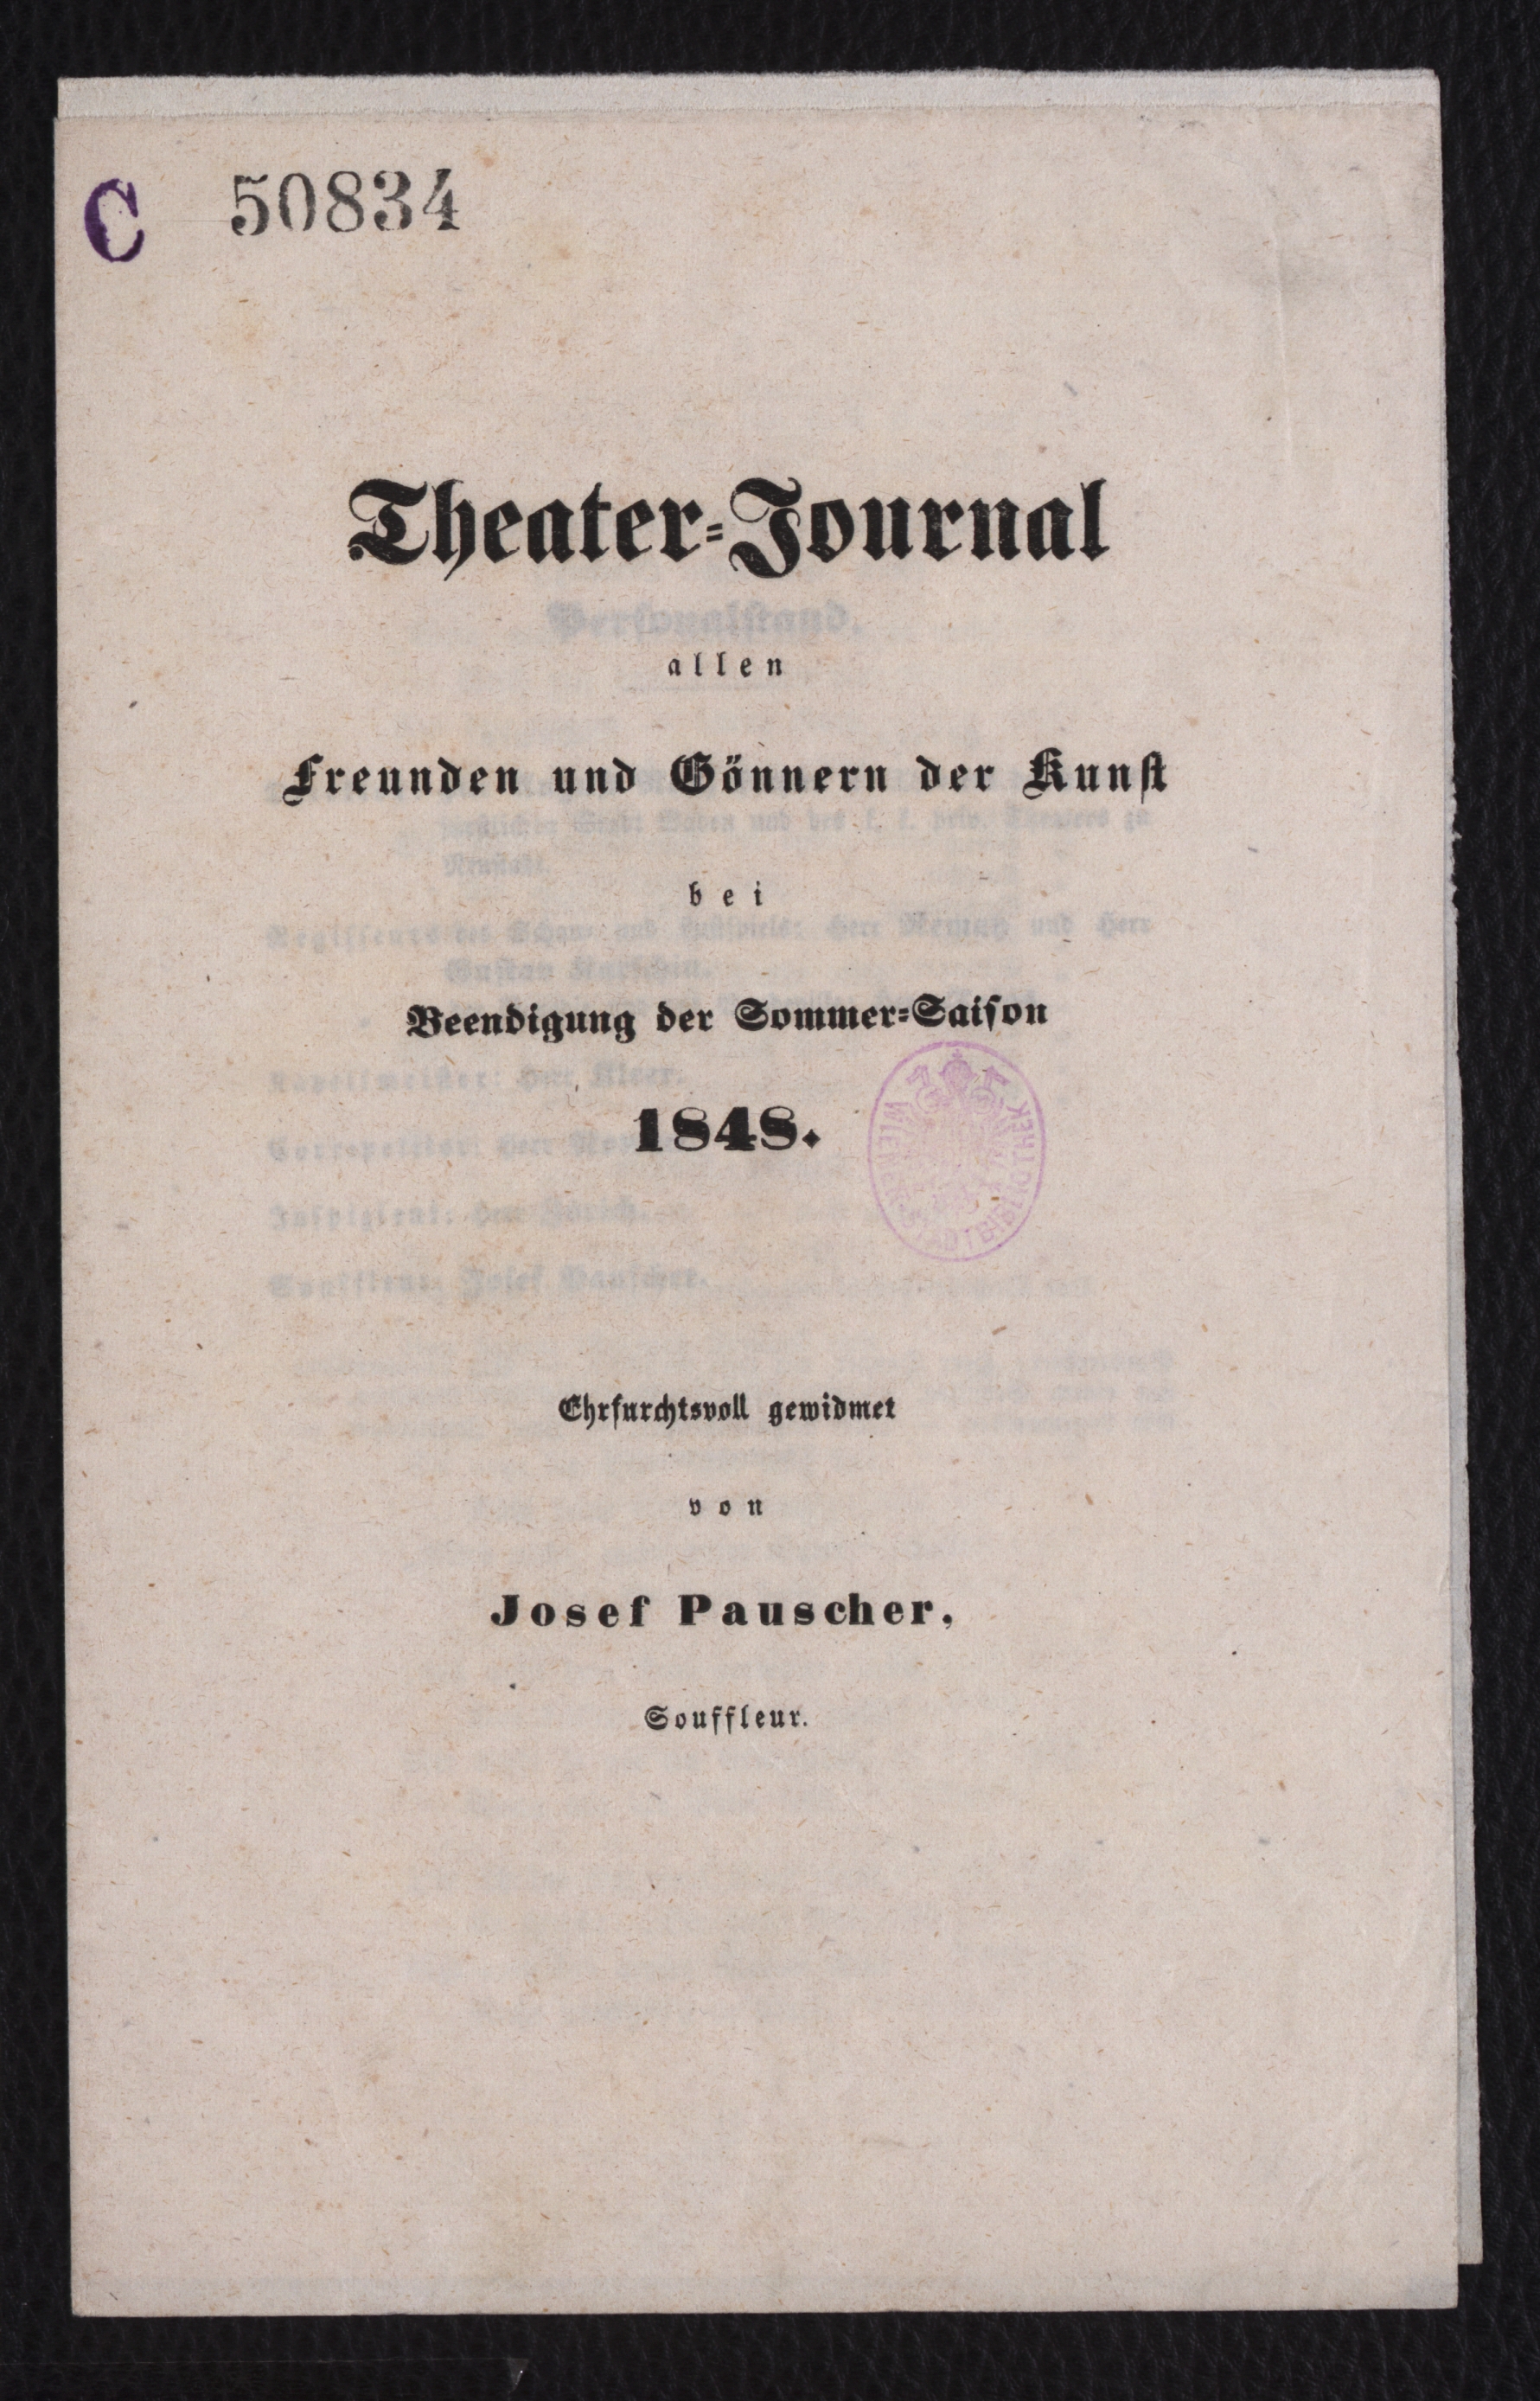 C 50834
Theater-Journal
allen
Freunden und Gönnern der Kunst
bei
Beendigung der Sommer-Saison
1848.
Ehrfurchtsvoll gewidmet
von
Josef Pauscher,
Souffleur.